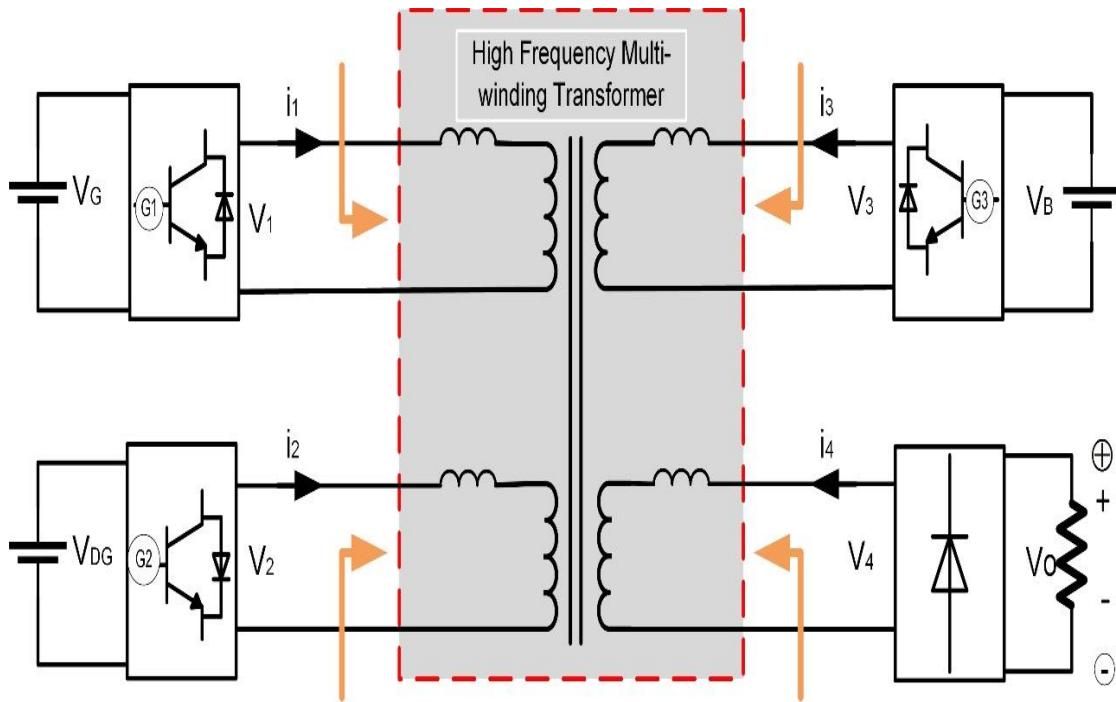 High Frequency Multi-
winding Transformer
i1
i3
VG
G1
V1
V3
G3
VB
i2
i4
VDG
G2
V2
V4
VO
+
+
-
-